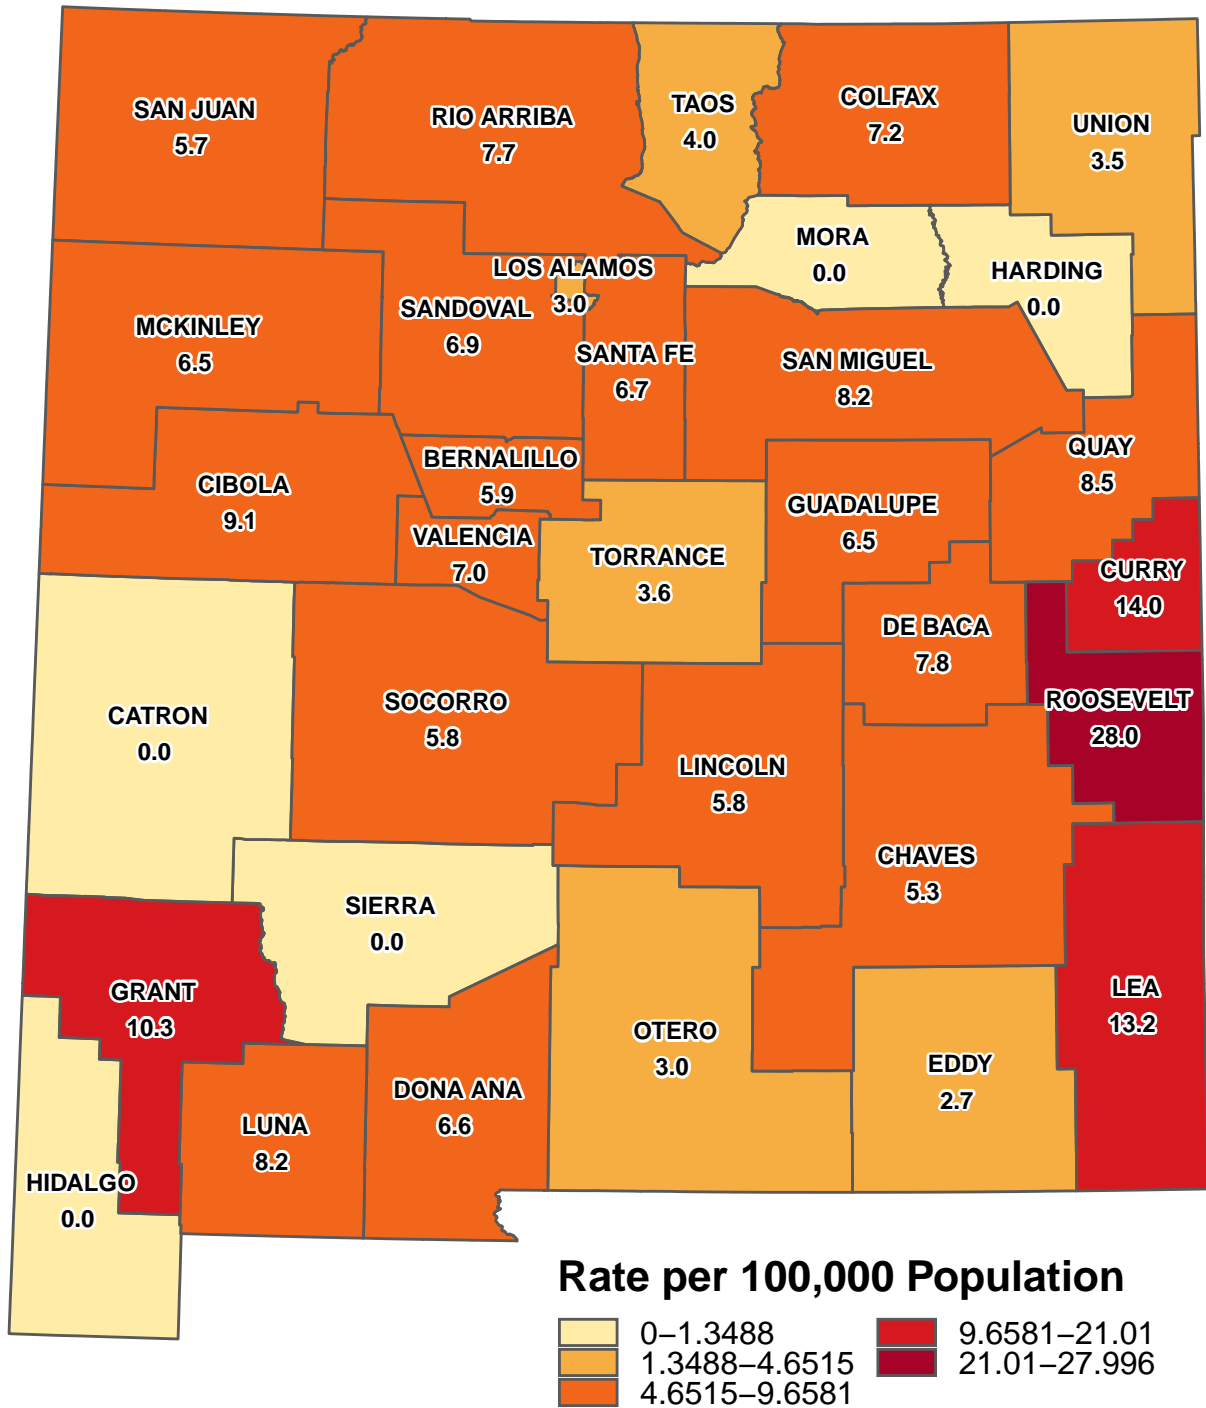 SAN JUAN
5.7
RIO ARRIBA
7.7
TAOS
4.0
COLFAX
7.2
UNION
3.5
MORA
0.0
HARDING
0.0
LOS ALAMOS
3.0
SANDOVAL
6.9
MCKINLEY
6.5
SANTA FE
6.7
SAN MIGUEL
8.2
QUAY
8.5
BERNALILLO
5.9
CIBOLA
9.1
GUADALUPE
6.5
VALENCIA
7.0
TORRANCE
3.6
CURRY
14.0
DE BACA
7.8
ROOSEVELT
28.0
CATRON
0.0
SOCORRO
5.8
LINCOLN
5.8
CHAVES
5.3
SIERRA
0.0
GRANT
10.3
LEA
13.2
OTERO
3.0
EDDY
2.7
DONA ANA
6.6
LUNA
8.2
HIDALGO
0.0
Rate per 100,000 Population
0–1.3488
1.3488–4.6515
4.6515–9.6581
9.6581–21.01
21.01–27.996